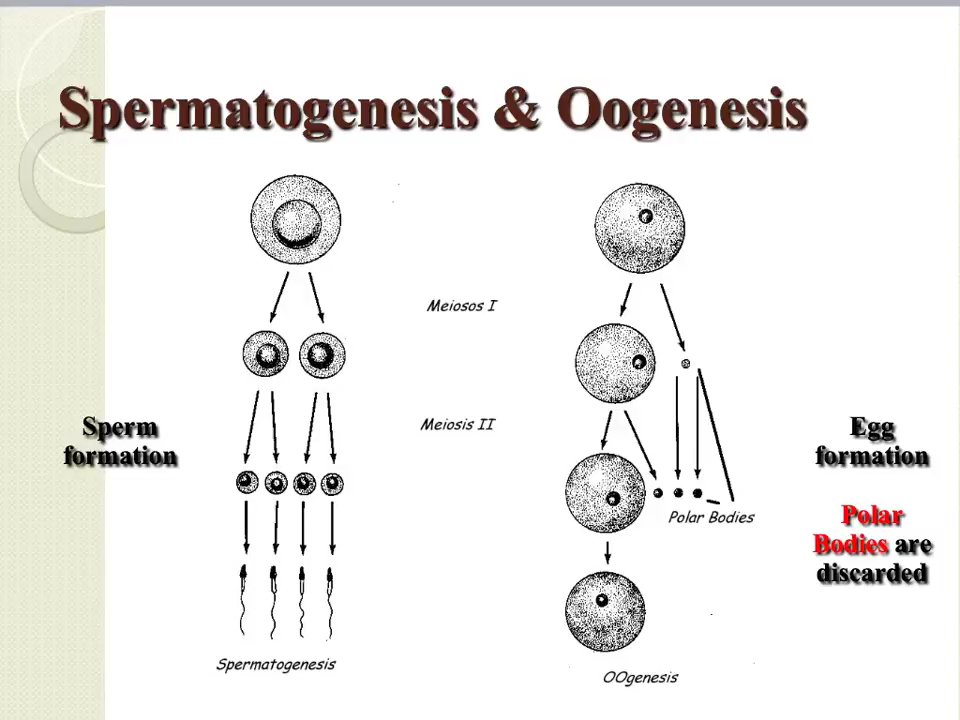 Spermatogenesis & Oogenesis
Meiosos I
Meiosis II
Sperm
formation
Egg
formation
Polar Bodies
Polar
Bodies are
discarded
Spermatogenesis
OOgenesis